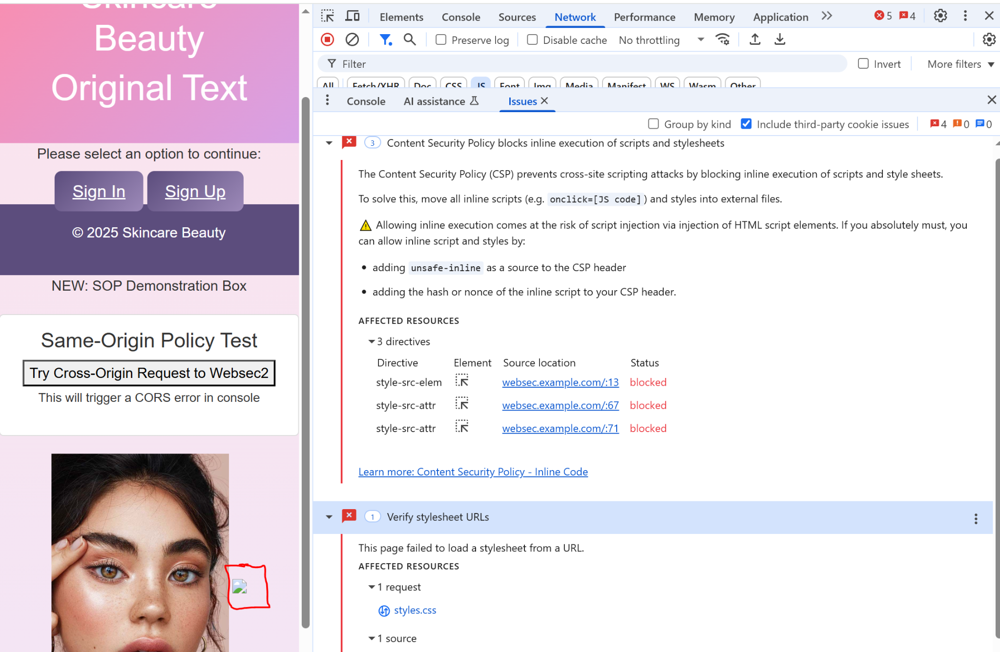 Skincare
Beauty
Original Text
Please select an option to continue:
Sign In Sign Up
© 2025 Skincare Beauty
NEW: SOP Demonstration Box
Same-Origin Policy Test
Try Cross-Origin Request to Websec2
This will trigger a CORS error in console
Elements Console Sources Network Performance Memory Application 5 4
Preserve log Disable cache No throttling
Filter Invert More filters
All Fetch/XHR Doc CSS JS Font Img Media Manifest WS Wasm Other
Console AI assistance Issues
Group by kind Include third-party cookie issues 4 0 0
3 Content Security Policy blocks inline execution of scripts and stylesheets
The Content Security Policy (CSP) prevents cross-site scripting attacks by blocking inline execution of scripts and style sheets.
To solve this, move all inline scripts (e.g. onclick=[JS code]) and styles into external files.
⚠ Allowing inline execution comes at the risk of script injection via injection of HTML script elements. If you absolutely must, you
can allow inline script and styles by:
• adding unsafe-inline as a source to the CSP header
• adding the hash or nonce of the inline script to your CSP header.
AFFECTED RESOURCES
3 directives
Directive Element Source location Status
style-src-elem websec.example.com/:13 blocked
style-src-attr websec.example.com/:67 blocked
style-src-attr websec.example.com/:71 blocked
Learn more: Content Security Policy - Inline Code
1 Verify stylesheet URLs
This page failed to load a stylesheet from a URL.
AFFECTED RESOURCES
1 request
styles.css
1 source